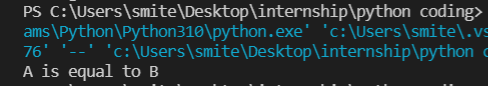 PS C:\Users\smite\Desktop\internship\python coding>
ams\Python\Python310\python.exe' 'c:\Users\smite\.vs
76' '--' 'c:\Users\smite\Desktop\internship\python c
A is equal to B